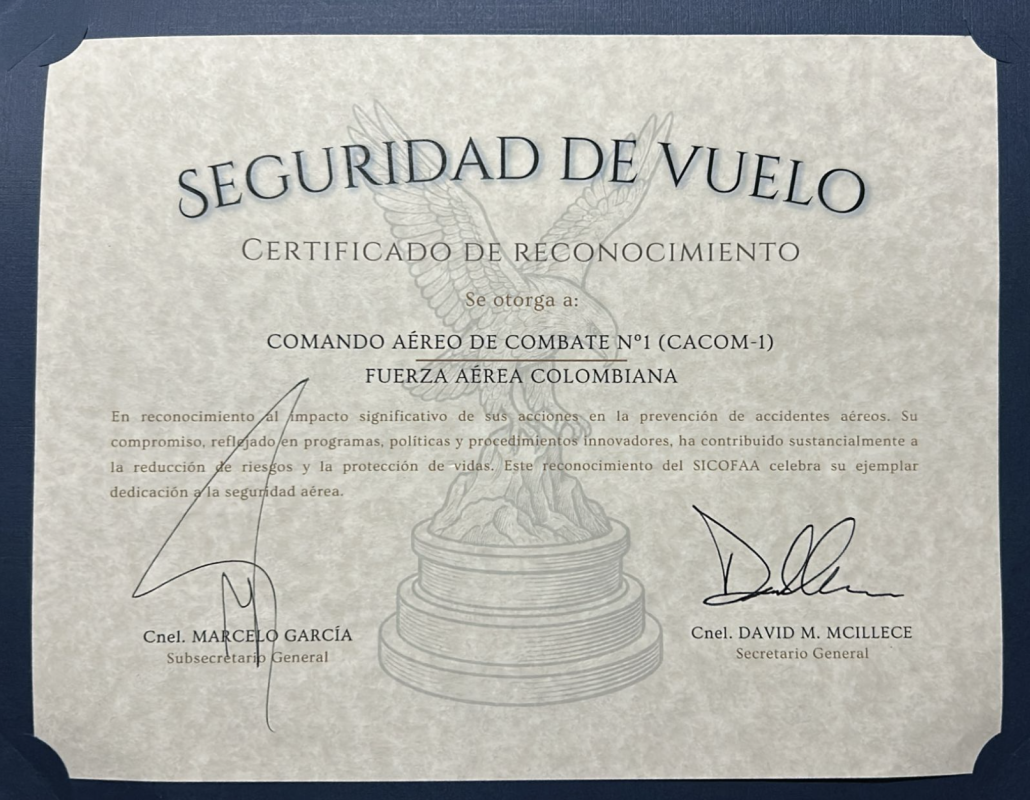 SEGURIDAD DE VUELO
CERTIFICADO DE RECONOCIMIENTO
Se otorga a:
COMANDO AÉREO DE COMBATE Nº1 (CACOM-1)
FUERZA AÉREA COLOMBIANA
En reconocimiento al impacto significativo de sus acciones en la prevención de accidentes aéreos. Su
compromiso, reflejado en programas, políticas y procedimientos innovadores, ha contribuido sustancialmente a
la reducción de riesgos y la protección de vidas. Este reconocimiento del SICOFAA celebra su ejemplar
dedicación a la seguridad aérea.
Cnel. MARCELO GARCÍA
Subsecretario General
Cnel. DAVID M. MCILLECE
Secretario General